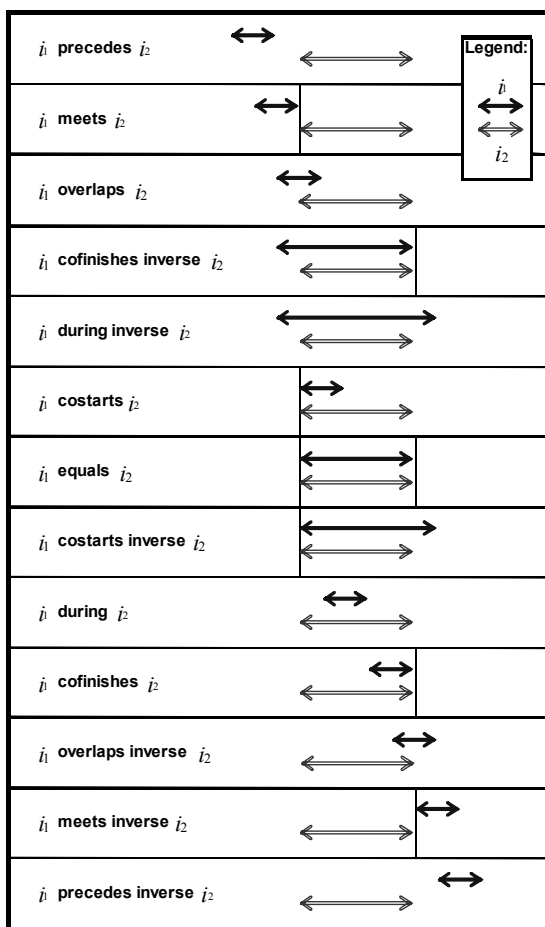 i₁ precedes i₂
Legend:
i₁
i₂
i₁ meets i₂
i₁ overlaps i₂
i₁ cofinishes inverse i₂
i₁ during inverse i₂
i₁ costarts i₂
i₁ equals i₂
i₁ costarts inverse i₂
i₁ during i₂
i₁ cofinishes i₂
i₁ overlaps inverse i₂
i₁ meets inverse i₂
i₁ precedes inverse i₂